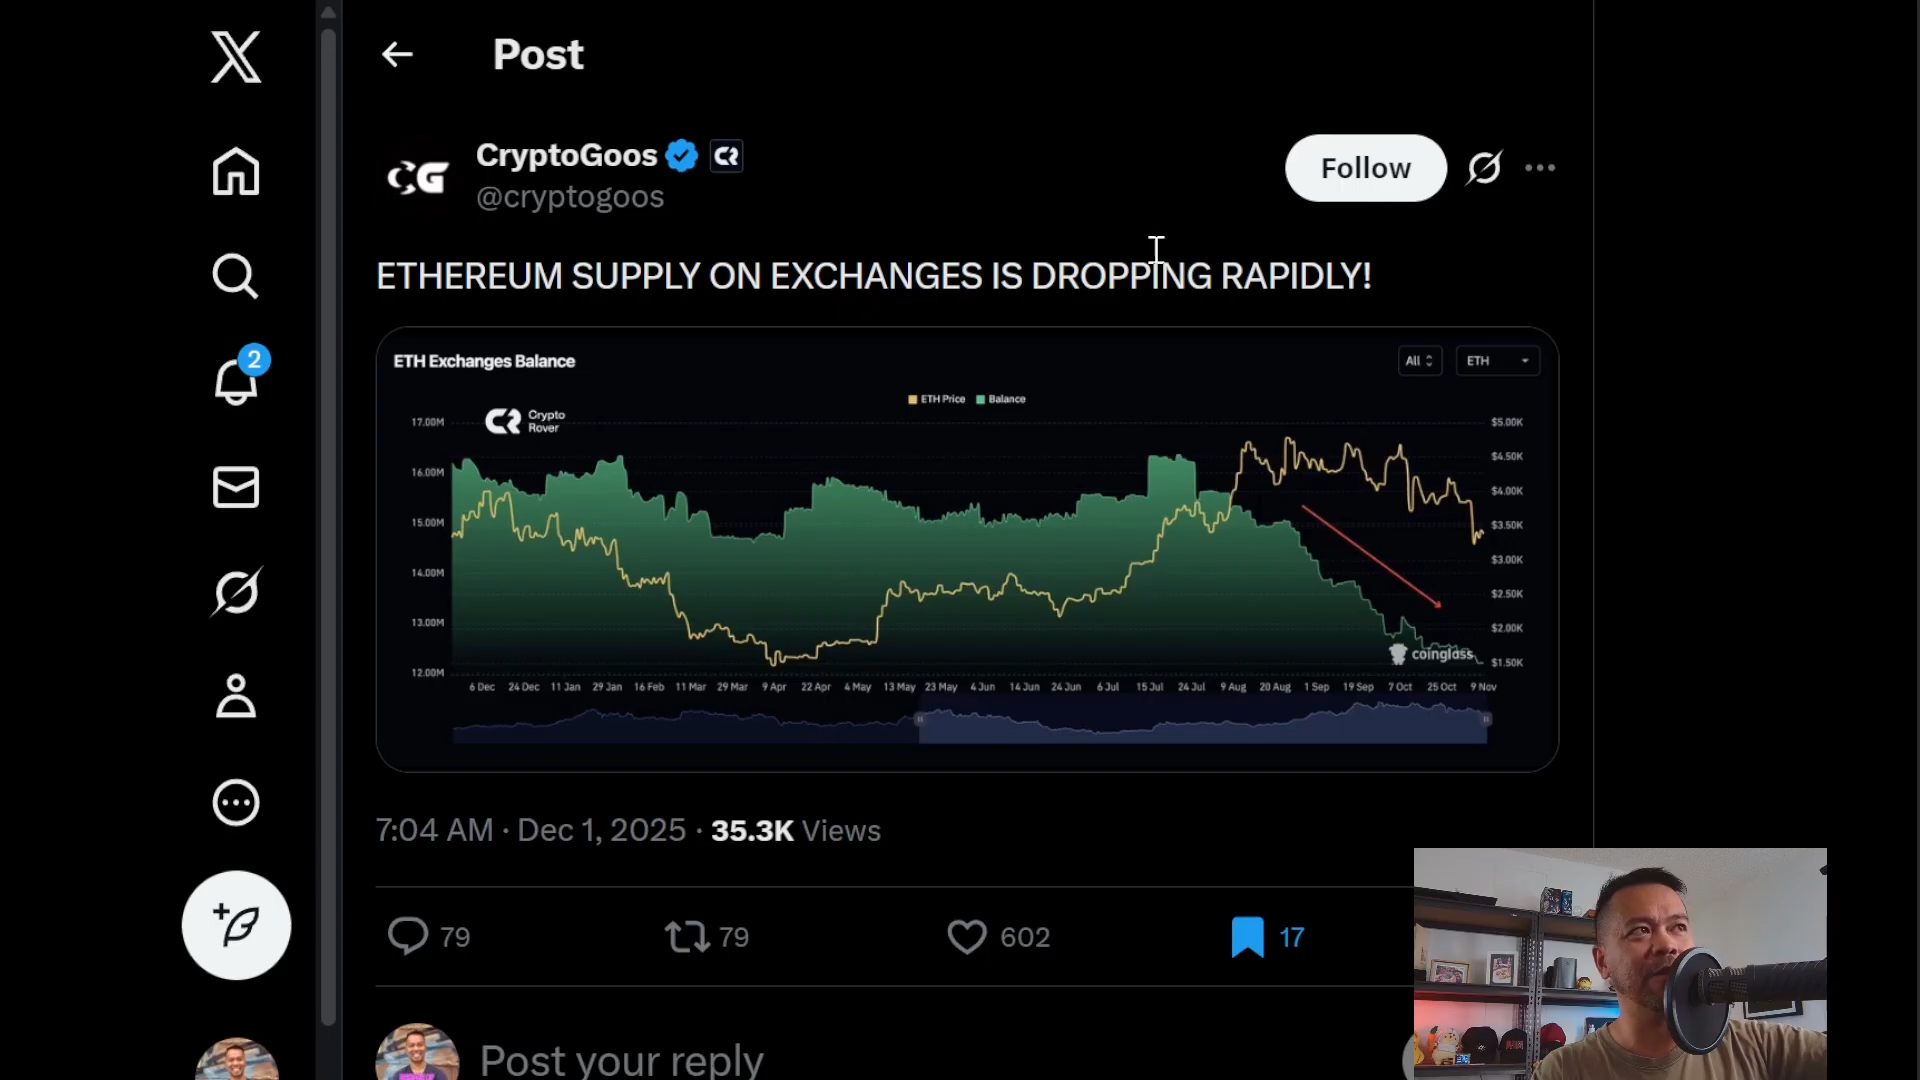 Post
CryptoGoos
@cryptogoos
Follow
2
ETHEREUM SUPPLY ON EXCHANGES IS DROPPING RAPIDLY!
ETH Exchanges Balance
All
ETH
ETH Price
Balance
Crypto
Rover
17.00M
16.00M
15.00M
14.00M
13.00M
12.00M
$5.00K
$4.50K
$4.00K
$3.50K
$3.00K
$2.50K
$2.00K
$1.50K
coinglass
6 Dec 24 Dec 11 Jan 29 Jan 16 Feb 11 Mar 29 Mar 9 Apr 22 Apr 4 May 13 May 23 May 4 Jun 14 Jun 24 Jun 6 Jul 15 Jul 24 Jul 9 Aug 20 Aug 1 Sep 19 Sep 7 Oct 25 Oct 9 Nov
7:04 AM · Dec 1, 2025 · 35.3K Views
79
79
602
17
Post your reply